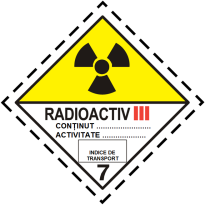 RADIOACTIV III
CONȚINUT ........................
ACTIVITATE ...................
INDICE DE
TRANSPORT
7